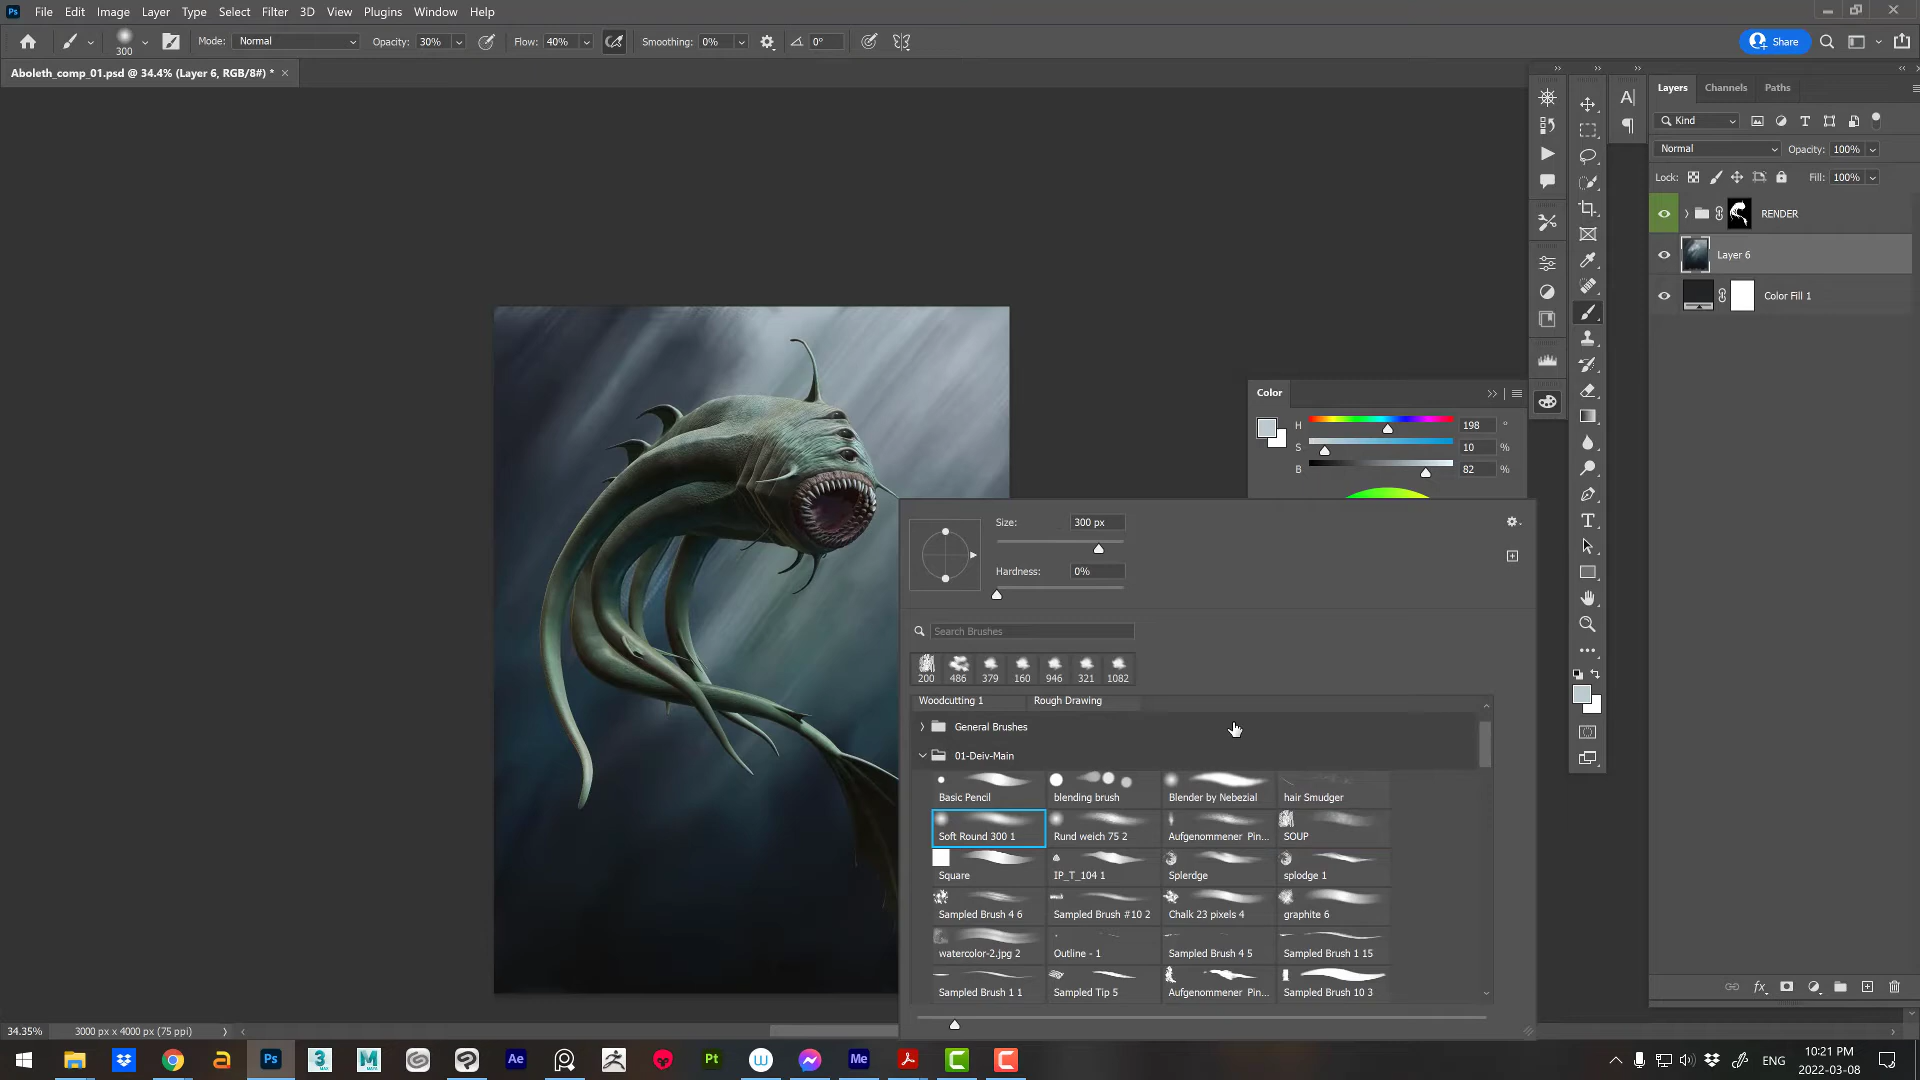 Ps File Edit Image Layer Type Select Filter 3D View Plugins Window Help
300 Mode: Normal Opacity: 30% Flow: 40% Smoothing: 0% 0° Share
Aboleth_comp_01.psd @ 34.4% (Layer 6, RGB/8#) * ×
Layers Channels Paths
Kind
Normal Opacity: 100%
Lock: Fill: 100%
RENDER
Layer 6
Color Fill 1
Color
H 198 °
S 10 %
B 82 %
Size: 300 px
Hardness: 0%
Search Brushes
200 486 379 160 946 321 1082
Woodcutting 1 Rough Drawing
General Brushes
01-Deiv-Main
Basic Pencil blending brush Blender by Nebezial hair Smudger
Soft Round 300 1 Rund weich 75 2 Aufgenommener Pin... SOUP
Square IP_T_104 1 Splerdge splodge 1
Sampled Brush 4 6 Sampled Brush #10 2 Chalk 23 pixels 4 graphite 6
watercolor-2.jpg 2 Outline - 1 Sampled Brush 4 5 Sampled Brush 1 15
Sampled Brush 1 1 Sampled Tip 5 Aufgenommener Pin... Sampled Brush 10 3
34.35% 3000 px x 4000 px (75 ppi)
Ps 3 M Ae Pt W Me ENG 10:21 PM
2022-03-08